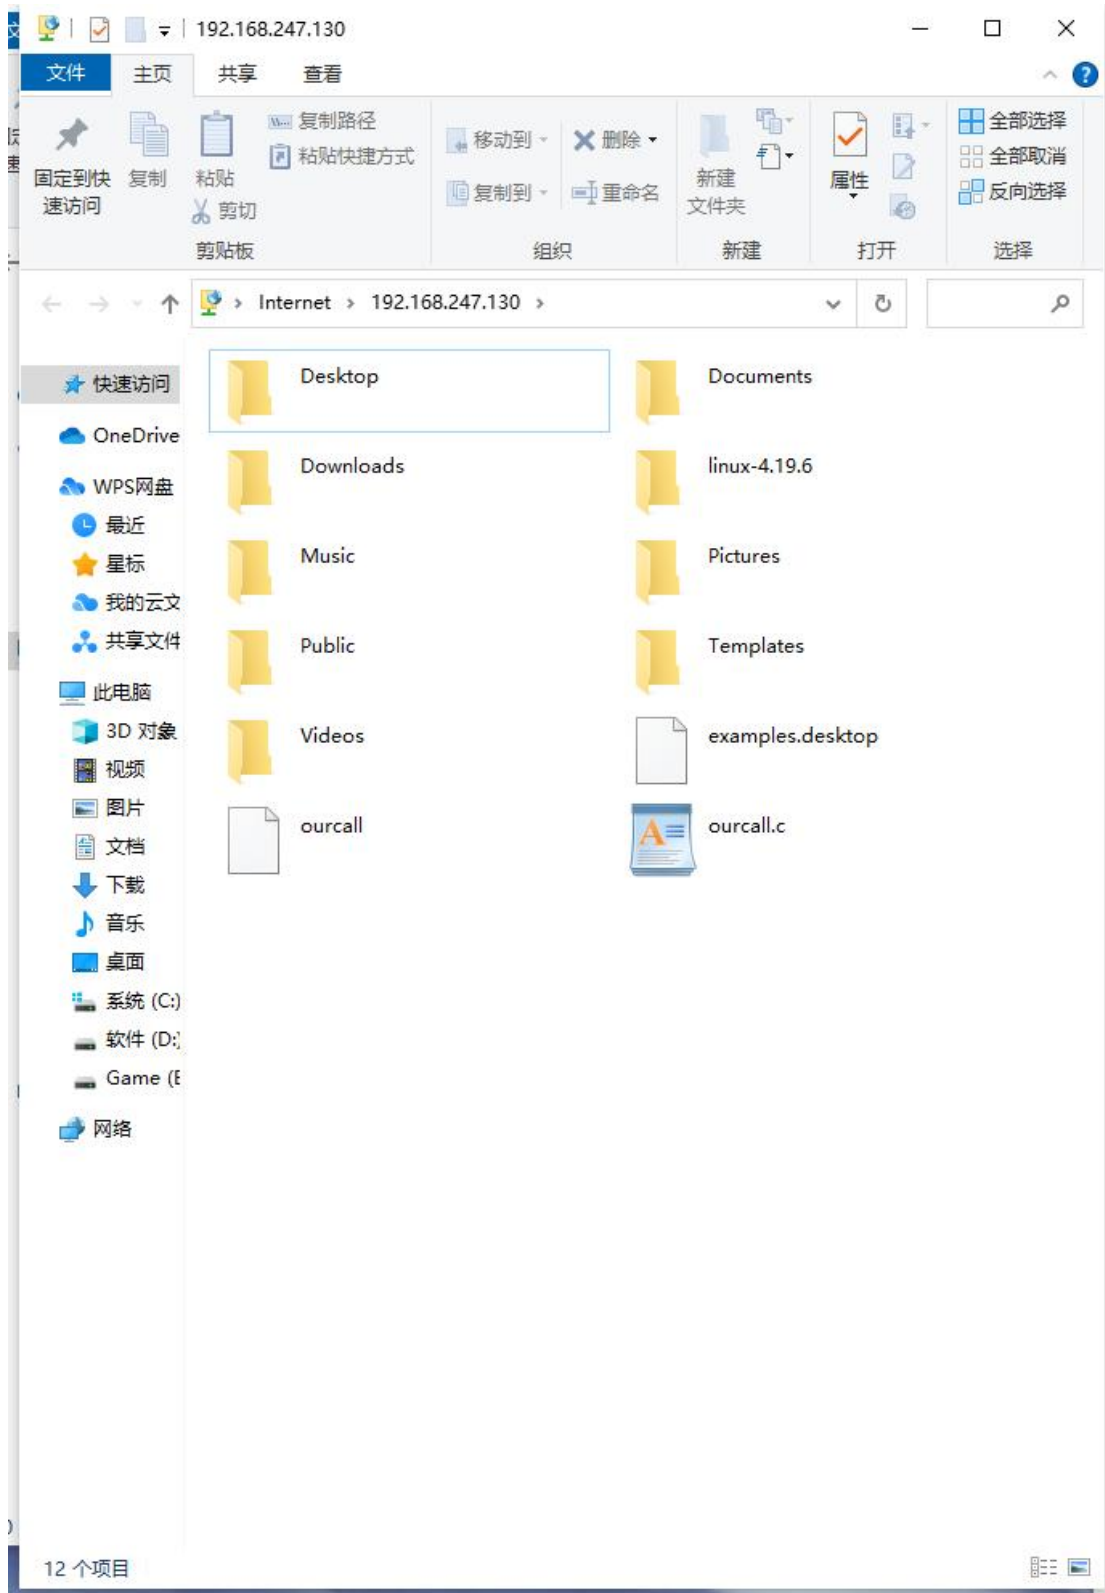 192.168.247.130
文件 主页 共享 查看
固定到快速访问
复制
粘贴
复制路径
粘贴快捷方式
剪切
剪贴板
移动到
复制到
删除
重命名
组织
新建
文件夹
新建
属性
打开
全部选择
全部取消
反向选择
选择
Internet 192.168.247.130
快速访问
OneDrive
WPS网盘
最近
星标
我的云文
共享文件
此电脑
3D 对象
视频
图片
文档
下载
音乐
桌面
系统 (C:)
软件 (D:)
Game (E
网络
Desktop
Documents
Downloads
linux-4.19.6
Music
Pictures
Public
Templates
Videos
examples.desktop
ourcall
ourcall.c
12 个项目